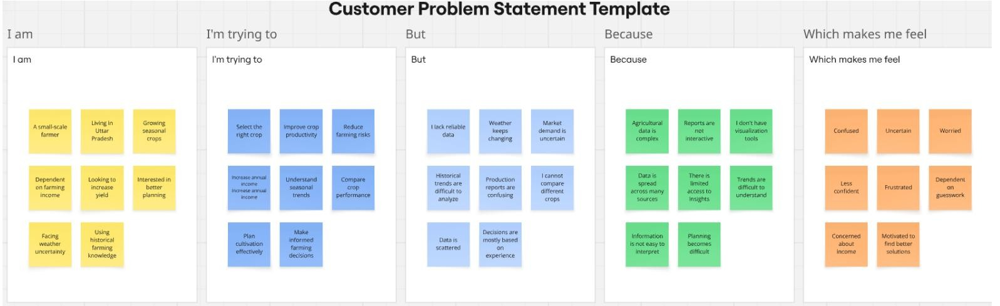 Customer Problem Statement Template
I am
I'm trying to
But
Because
Which makes me feel
I am
A small-scale
farmer
Living in
Uttar
Pradesh
Growing
seasonal
crops
Dependent
on farming
income
Looking to
increase
yield
Interested in
better
planning
Facing
weather
uncertainty
Using
historical
farming
knowledge
I'm trying to
Select the
right crop
Improve crop
productivity
Reduce
farming risks
Increase annual
income
Increase annual
income
Understand
seasonal
trends
Compare
crop
performance
Plan
cultivation
effectively
Make
informed
farming
decisions
But
I lack reliable
data
Weather
keeps
changing
Market
demand is
uncertain
Historical
trends are
difficult to
analyze
Production
reports are
confusing
I cannot
compare
different
crops
Data is
scattered
Decisions are
mostly based
on
experience
Because
Agricultural
data is
complex
Reports are
not
interactive
I don't have
visualization
tools
Data is
spread
across many
sources
There is
limited
access to
insights
Trends are
difficult to
understand
Information
is not easy to
interpret
Planning
becomes
difficult
Which makes me feel
Confused
Uncertain
Worried
Less
confident
Frustrated
Dependent
on
guesswork
Concerned
about
income
Motivated to
find better
solutions